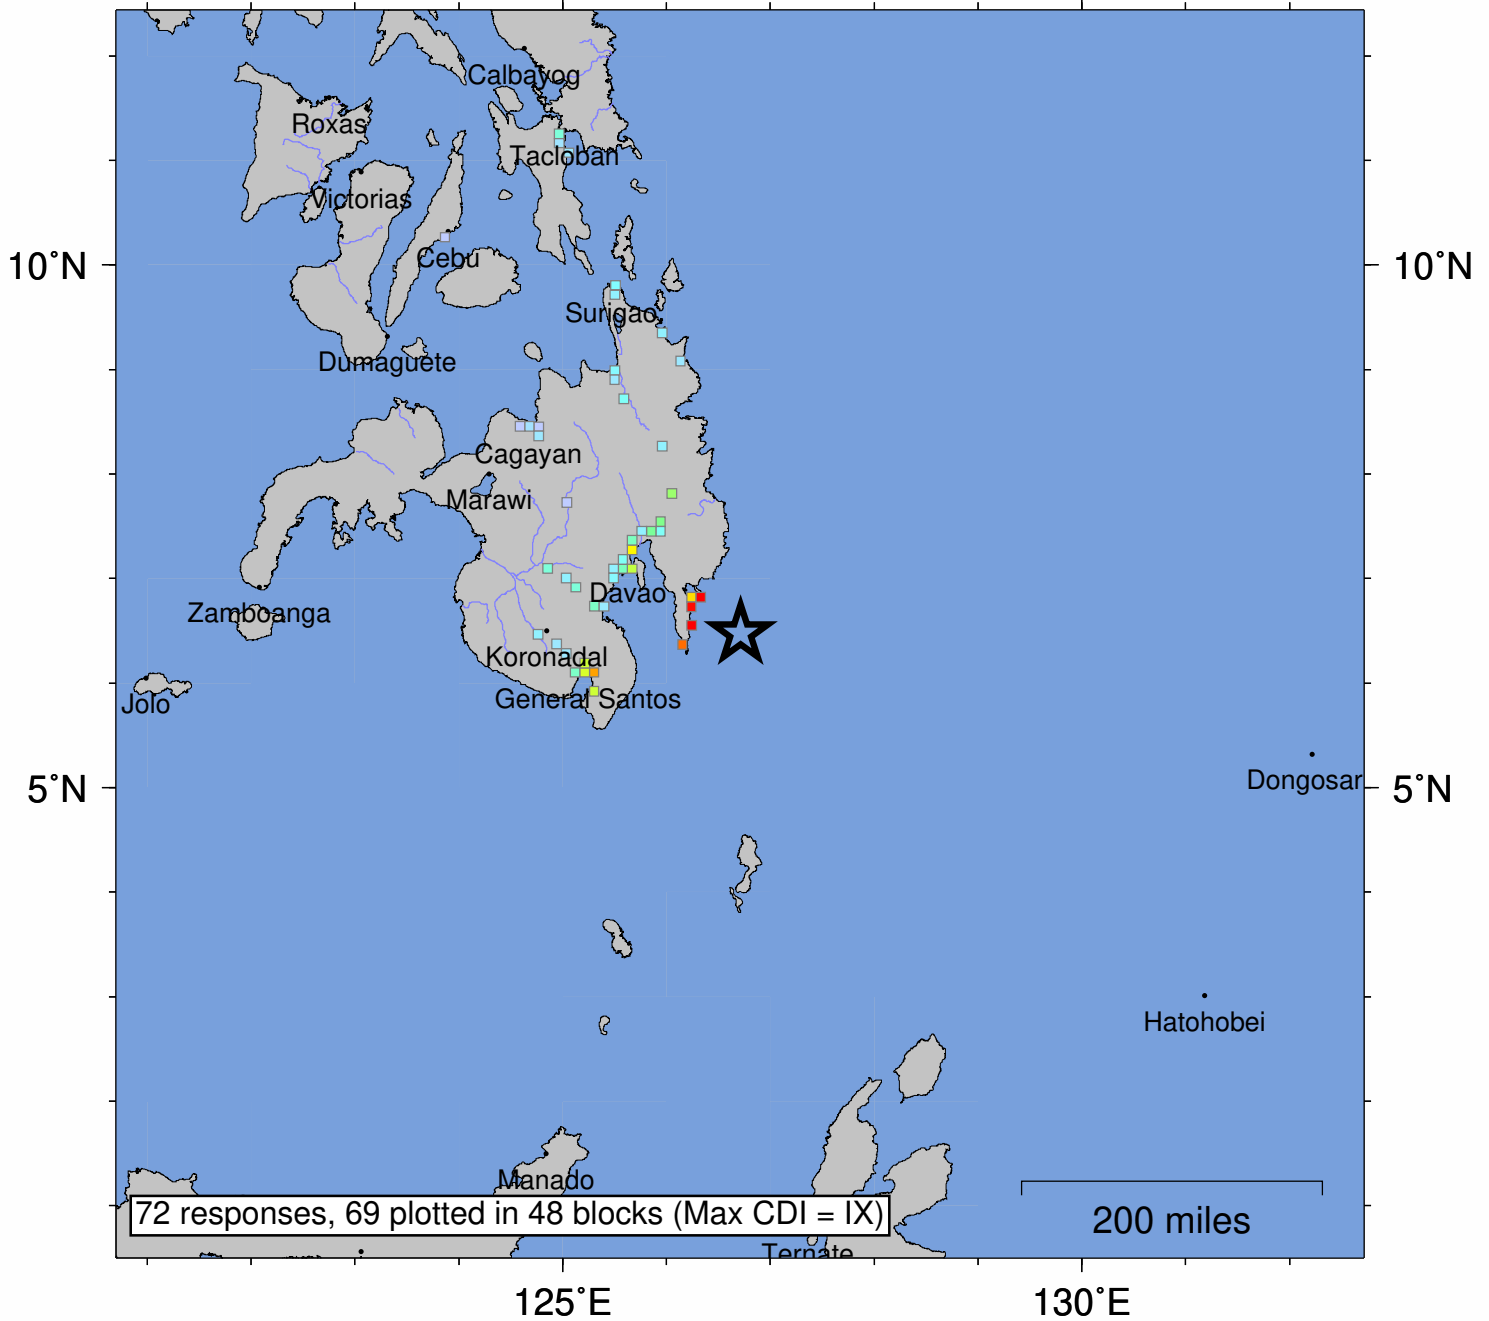 Calbayog
Roxas
Tacloban
Victorias
Cebu
10˚N
10˚N
Surigao
Dumaguete
Cagayan
Marawi
Davao
Zamboanga
Koronadal
General Santos
Jolo
5˚N
5˚N
Dongosar
Hatohobei
Manado
72 responses, 69 plotted in 48 blocks (Max CDI = IX)
200 miles
Ternate
125˚E
130˚E